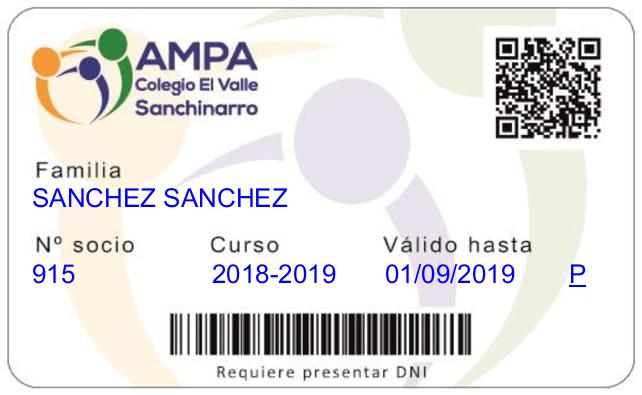 AMPA
Colegio El Valle
Sanchinarro
Familia
SANCHEZ SANCHEZ
Nº socio Curso Válido hasta
915 2018-2019 01/09/2019 P
Requiere presentar DNI